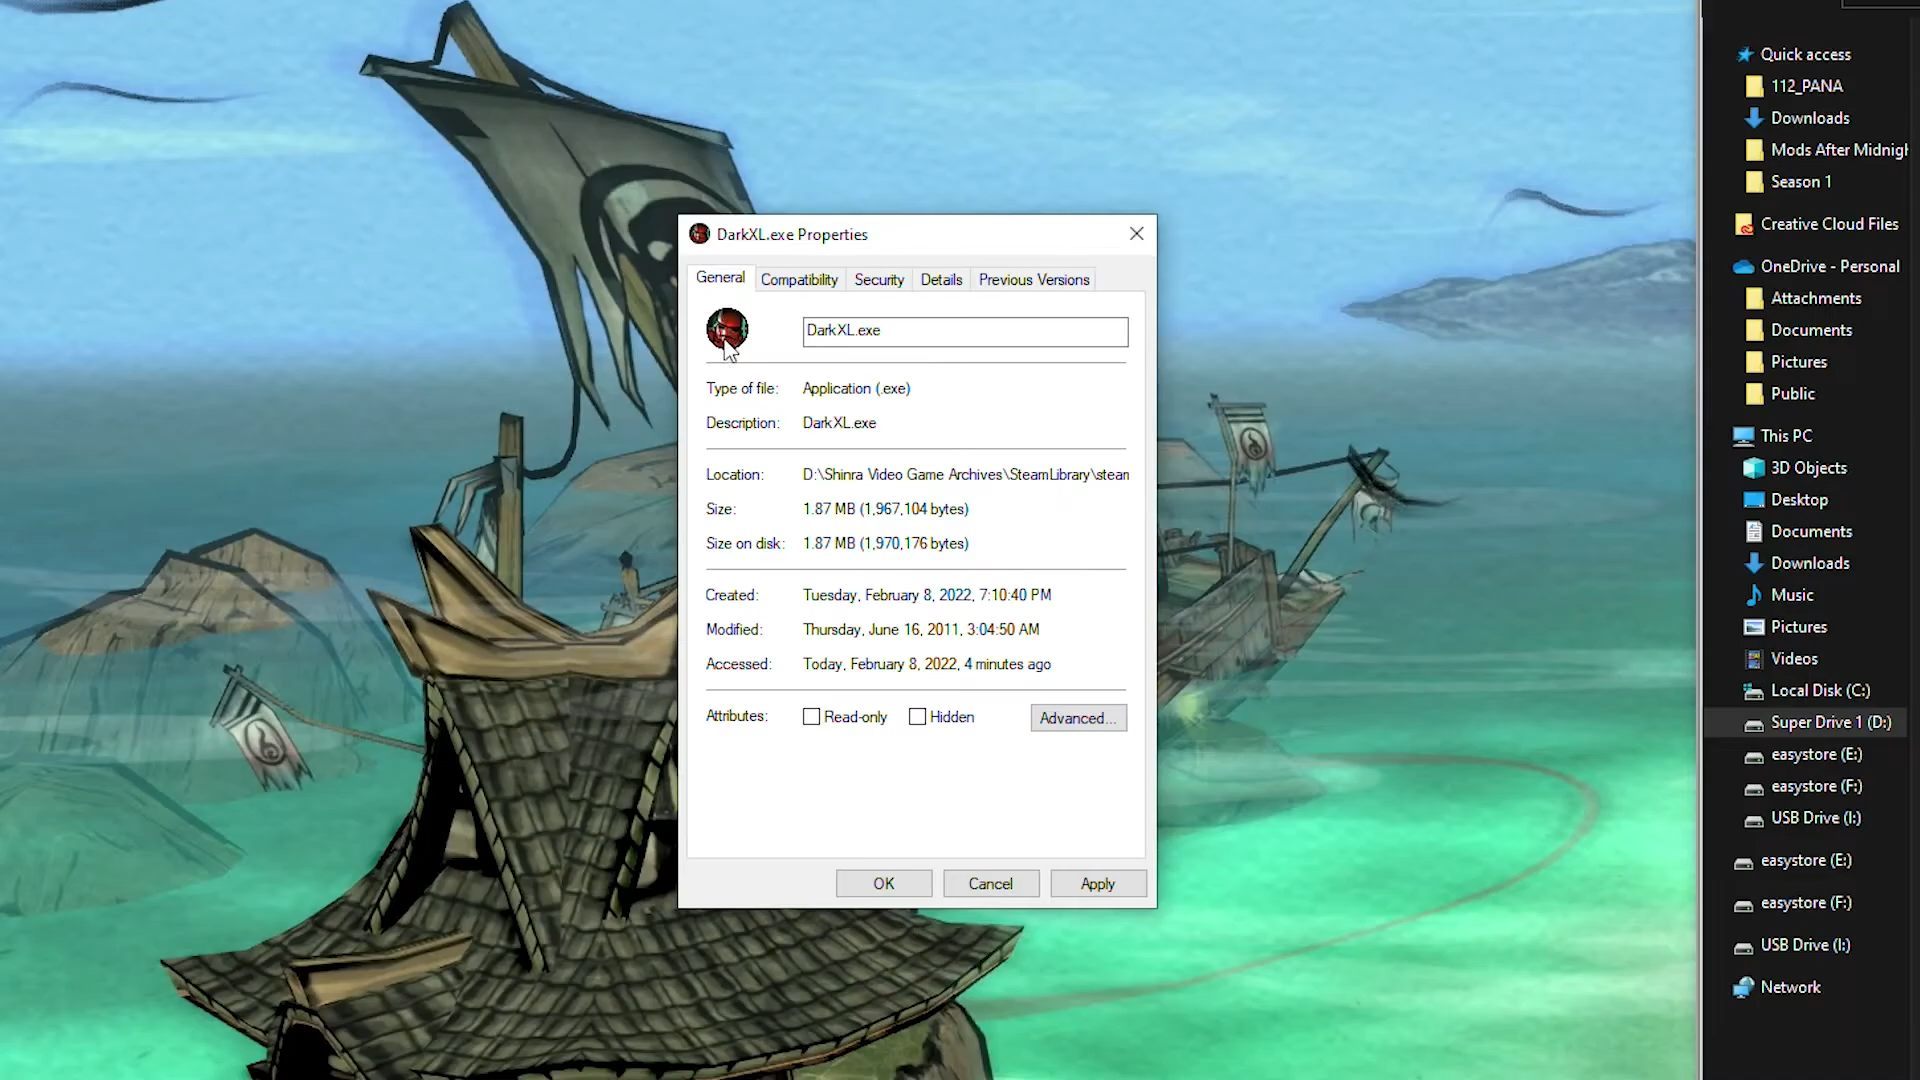 DarkXL.exe Properties
General Compatibility Security Details Previous Versions
DarkXL.exe
Type of file: Application (.exe)
Description: DarkXL.exe
Location: D:\Shinra Video Game Archives\SteamLibrary\steam
Size: 1.87 MB (1,967,104 bytes)
Size on disk: 1.87 MB (1,970,176 bytes)
Created: Tuesday, February 8, 2022, 7:10:40 PM
Modified: Thursday, June 16, 2011, 3:04:50 AM
Accessed: Today, February 8, 2022, 4 minutes ago
Attributes: Read-only Hidden Advanced...
OK Cancel Apply
Quick access
112_PANA
Downloads
Mods After Midnigh
Season 1
Creative Cloud Files
OneDrive - Personal
Attachments
Documents
Pictures
Public
This PC
3D Objects
Desktop
Documents
Downloads
Music
Pictures
Videos
Local Disk (C:)
Super Drive 1 (D:)
easystore (E:)
easystore (F:)
USB Drive (I:)
easystore (E:)
easystore (F:)
USB Drive (I:)
Network